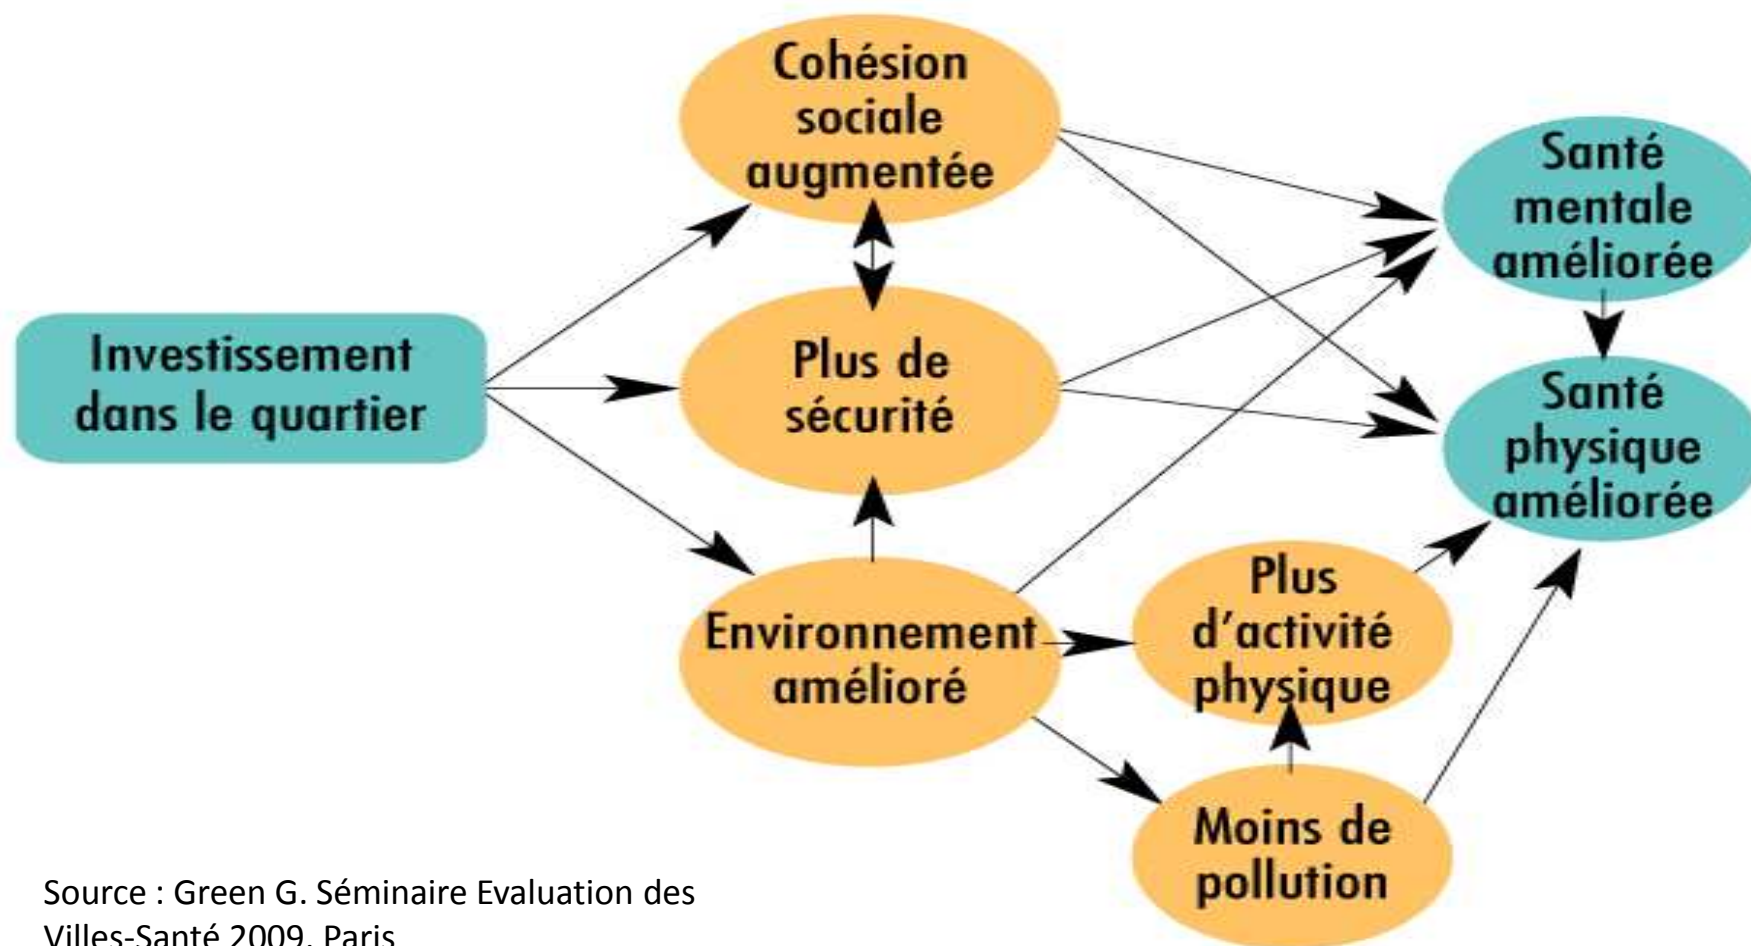 Cohésion
sociale
augmentée
Santé
mentale
améliorée
Investissement
dans le quartier
Plus de
sécurité
Santé
physique
améliorée
Environnement
amélioré
Plus
d'activité
physique
Moins de
pollution
Source : Green G. Séminaire Evaluation des
Villes-Santé 2009. Paris